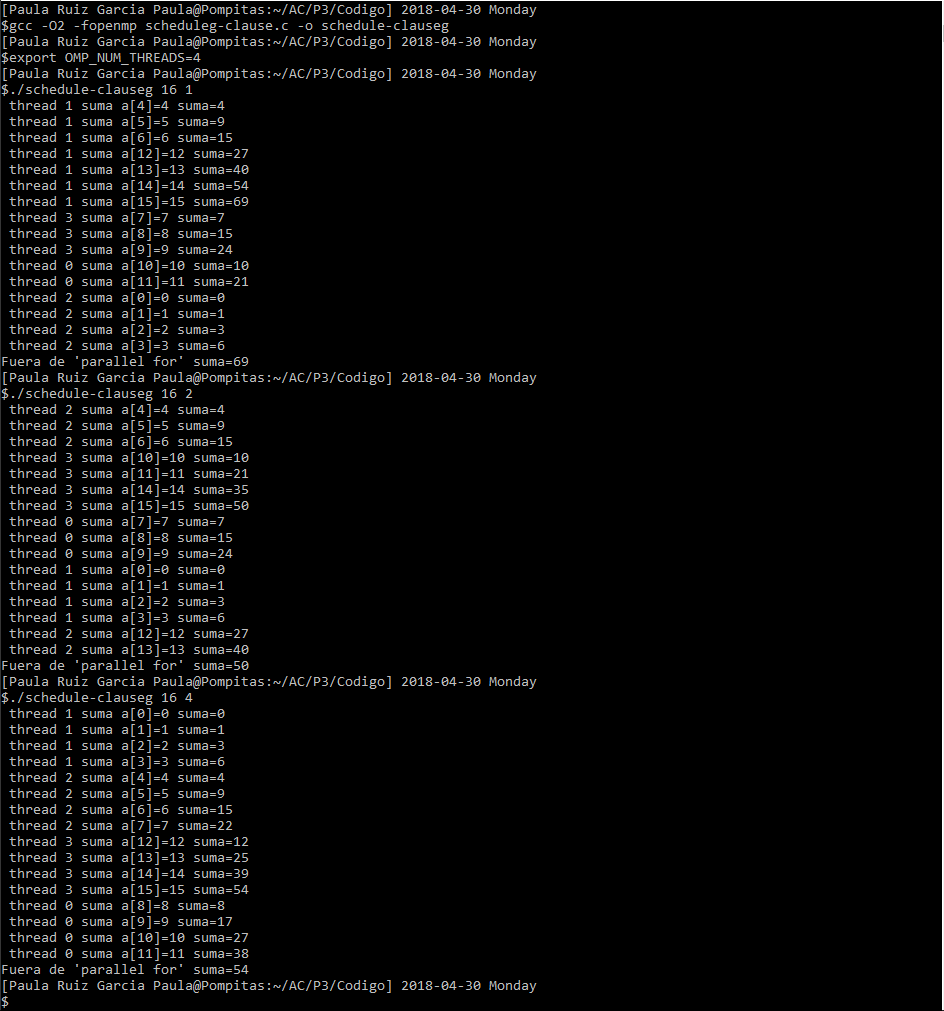 [Paula Ruiz Garcia Paula@Pompitas:~/AC/P3/Codigo] 2018-04-30 Monday
$gcc -O2 -fopenmp scheduleg-clause.c -o schedule-clauseg
[Paula Ruiz Garcia Paula@Pompitas:~/AC/P3/Codigo] 2018-04-30 Monday
$export OMP_NUM_THREADS=4
[Paula Ruiz Garcia Paula@Pompitas:~/AC/P3/Codigo] 2018-04-30 Monday
$./schedule-clauseg 16 1
thread 1 suma a[4]=4 suma=4
thread 1 suma a[5]=5 suma=9
thread 1 suma a[6]=6 suma=15
thread 1 suma a[12]=12 suma=27
thread 1 suma a[13]=13 suma=40
thread 1 suma a[14]=14 suma=54
thread 1 suma a[15]=15 suma=69
thread 3 suma a[7]=7 suma=7
thread 3 suma a[8]=8 suma=15
thread 3 suma a[9]=9 suma=24
thread 0 suma a[10]=10 suma=10
thread 0 suma a[11]=11 suma=21
thread 2 suma a[0]=0 suma=0
thread 2 suma a[1]=1 suma=1
thread 2 suma a[2]=2 suma=3
thread 2 suma a[3]=3 suma=6
Fuera de 'parallel for' suma=69
[Paula Ruiz Garcia Paula@Pompitas:~/AC/P3/Codigo] 2018-04-30 Monday
$./schedule-clauseg 16 2
thread 2 suma a[4]=4 suma=4
thread 2 suma a[5]=5 suma=9
thread 2 suma a[6]=6 suma=15
thread 3 suma a[10]=10 suma=10
thread 3 suma a[11]=11 suma=21
thread 3 suma a[14]=14 suma=35
thread 3 suma a[15]=15 suma=50
thread 0 suma a[7]=7 suma=7
thread 0 suma a[8]=8 suma=15
thread 0 suma a[9]=9 suma=24
thread 1 suma a[0]=0 suma=0
thread 1 suma a[1]=1 suma=1
thread 1 suma a[2]=2 suma=3
thread 1 suma a[3]=3 suma=6
thread 2 suma a[12]=12 suma=27
thread 2 suma a[13]=13 suma=40
Fuera de 'parallel for' suma=50
[Paula Ruiz Garcia Paula@Pompitas:~/AC/P3/Codigo] 2018-04-30 Monday
$./schedule-clauseg 16 4
thread 1 suma a[0]=0 suma=0
thread 1 suma a[1]=1 suma=1
thread 1 suma a[2]=2 suma=3
thread 1 suma a[3]=3 suma=6
thread 2 suma a[4]=4 suma=4
thread 2 suma a[5]=5 suma=9
thread 2 suma a[6]=6 suma=15
thread 2 suma a[7]=7 suma=22
thread 3 suma a[12]=12 suma=12
thread 3 suma a[13]=13 suma=25
thread 3 suma a[14]=14 suma=39
thread 3 suma a[15]=15 suma=54
thread 0 suma a[8]=8 suma=8
thread 0 suma a[9]=9 suma=17
thread 0 suma a[10]=10 suma=27
thread 0 suma a[11]=11 suma=38
Fuera de 'parallel for' suma=54
[Paula Ruiz Garcia Paula@Pompitas:~/AC/P3/Codigo] 2018-04-30 Monday
$